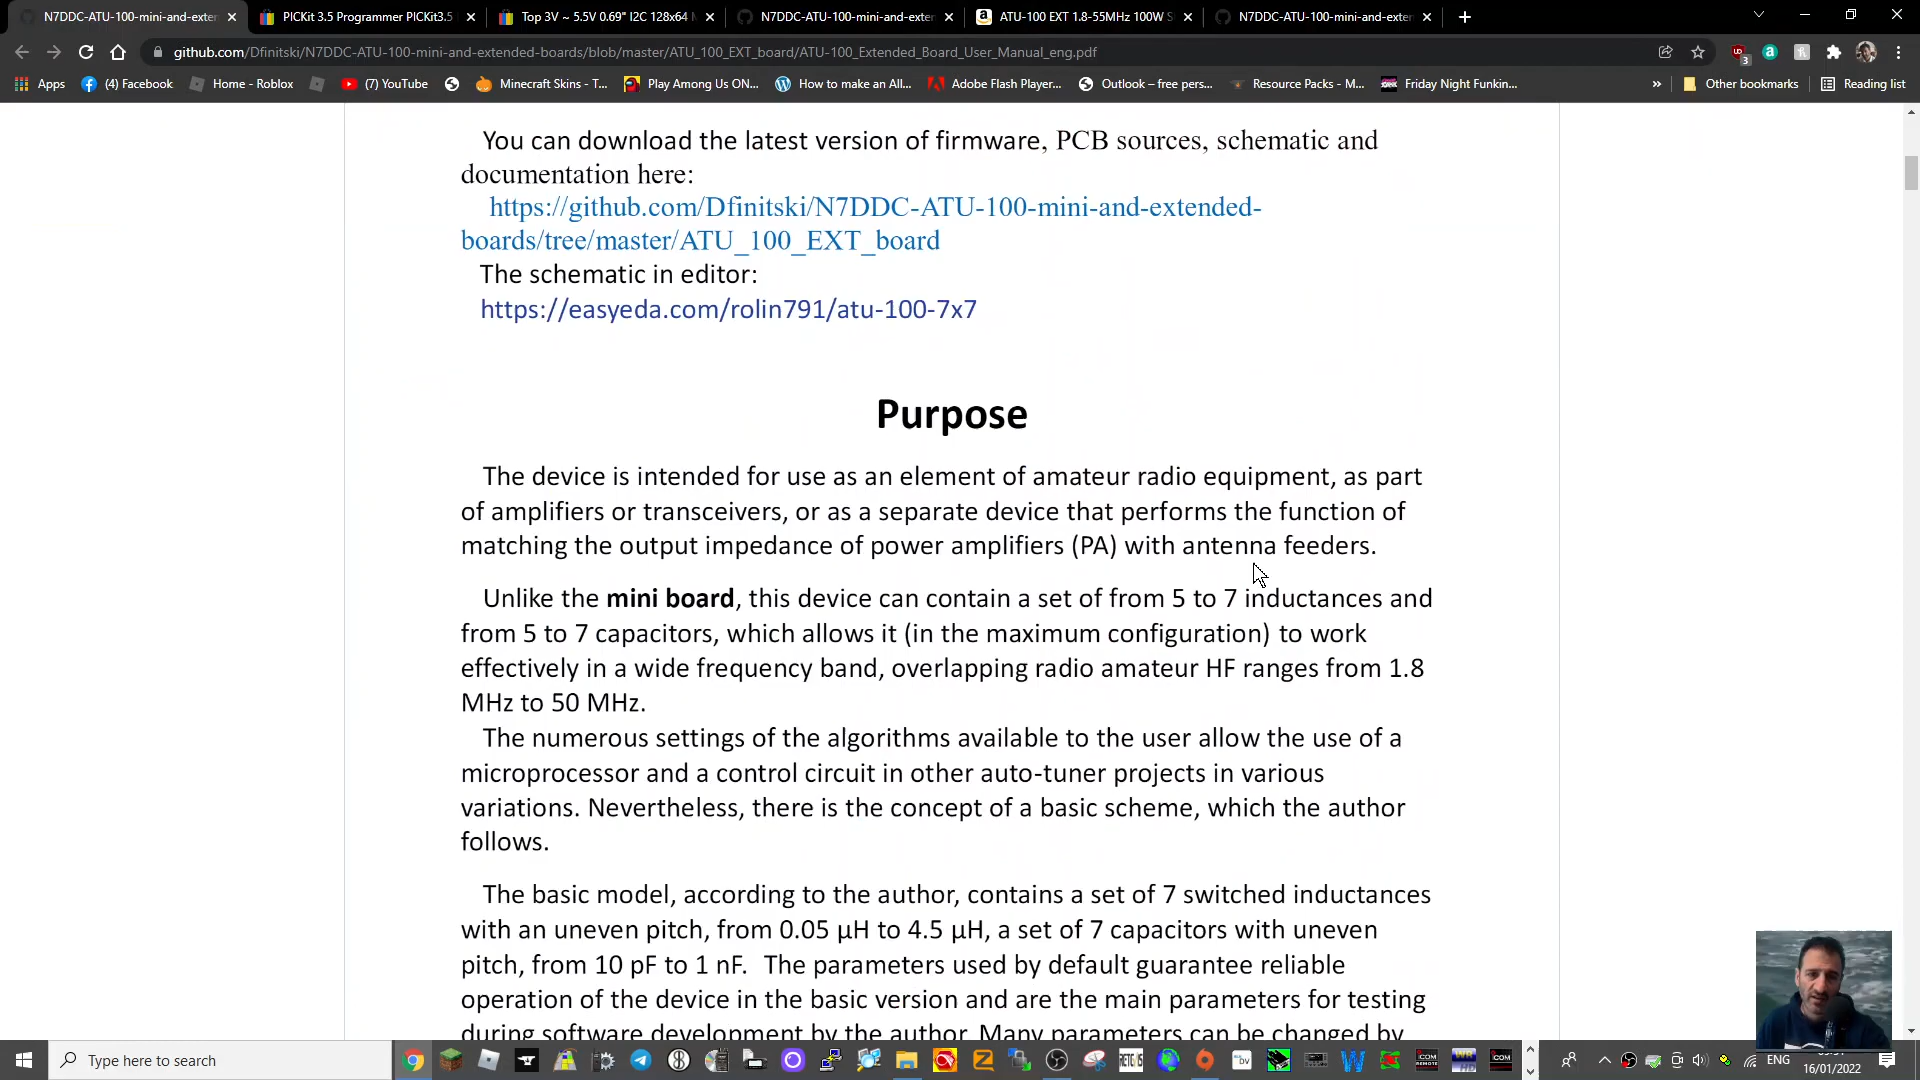 N7DDC-ATU-100-mini-and-exter
PICKit 3.5 Programmer PICKit3.5
Top 3V ~ 5.5V 0.69" I2C 128x64
N7DDC-ATU-100-mini-and-exter
ATU-100 EXT 1.8-55MHz 100W S
N7DDC-ATU-100-mini-and-exter
github.com/Dfinitski/N7DDC-ATU-100-mini-and-extended-boards/blob/master/ATU_100_EXT_board/ATU-100_Extended_Board_User_Manual_eng.pdf
3
Apps
(4) Facebook
Home - Roblox
(7) YouTube
Minecraft Skins - T...
Play Among Us ON...
How to make an All...
Adobe Flash Player...
Outlook – free pers...
Resource Packs - M...
Friday Night Funkin...
»
Other bookmarks
Reading list
You can download the latest version of firmware, PCB sources, schematic and
documentation here:
https://github.com/Dfinitski/N7DDC-ATU-100-mini-and-extended-
boards/tree/master/ATU_100_EXT_board
The schematic in editor:
https://easyeda.com/rolin791/atu-100-7x7
Purpose
The device is intended for use as an element of amateur radio equipment, as part
of amplifiers or transceivers, or as a separate device that performs the function of
matching the output impedance of power amplifiers (PA) with antenna feeders.
Unlike the mini board, this device can contain a set of from 5 to 7 inductances and
from 5 to 7 capacitors, which allows it (in the maximum configuration) to work
effectively in a wide frequency band, overlapping radio amateur HF ranges from 1.8
MHz to 50 MHz.
The numerous settings of the algorithms available to the user allow the use of a
microprocessor and a control circuit in other auto-tuner projects in various
variations. Nevertheless, there is the concept of a basic scheme, which the author
follows.
The basic model, according to the author, contains a set of 7 switched inductances
with an uneven pitch, from 0.05 μH to 4.5 μH, a set of 7 capacitors with uneven
pitch, from 10 pF to 1 nF. The parameters used by default guarantee reliable
operation of the device in the basic version and are the main parameters for testing
during software development by the author. Many parameters can be changed by
Type here to search
ENG
16/01/2022